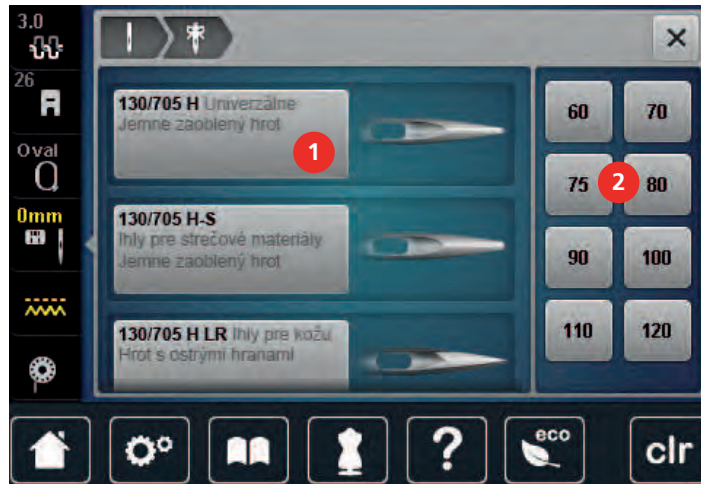 3.0
26
Oval
0mm
130/705 H Univerzálne
Jemne zaoblený hrot
1
130/705 H-S
Ihly pre strečové materiály
Jemne zaoblený hrot
130/705 H LR Ihly pre kožu
Hrot s ostrými hranami
60 70
75 2 80
90 100
110 120
? eco clr